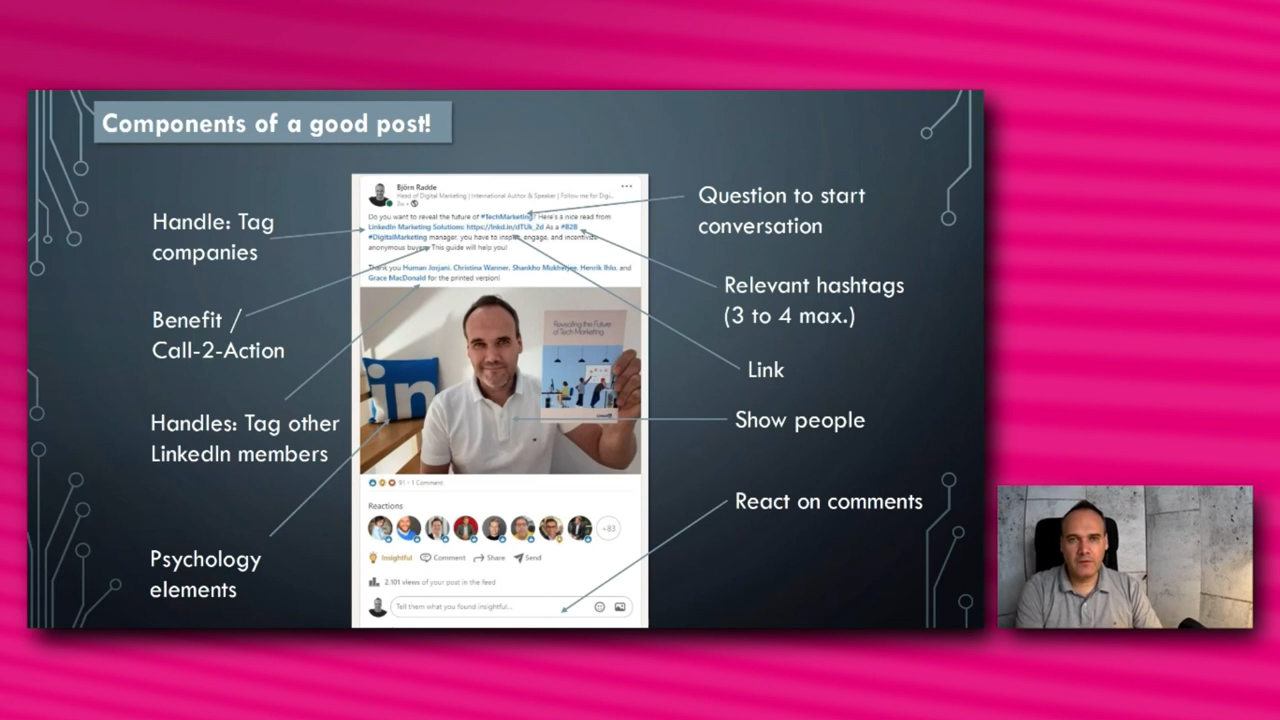 Components of a good post!
Handle: Tag
companies
Benefit /
Call-2-Action
Handles: Tag other
LinkedIn members
Psychology
elements
Björn Radde
Head of Digital Marketing | International Author & Speaker | Follow me for Digi...
2w •
Do you want to reveal the future of #TechMarketing? Here's a nice read from
LinkedIn Marketing Solutions: https://lnkd.in/dTUk_2d As a #B2B
#DigitalMarketing manager, you have to inspire, engage, and incentivize
anonymous buyers. This guide will help you!
Thank you Human Jorjani, Christina Wanner, Shankho Mukherjee, Henrik Ihlo, and
Grace MacDonald for the printed version!
Revealing the Future
of Tech Marketing
in
91 • 1 Comment
Reactions
+83
Insightful Comment Share Send
2.101 views of your post in the feed
Tell them what you found insightful...
Question to start
conversation
Relevant hashtags
(3 to 4 max.)
Link
Show people
React on comments